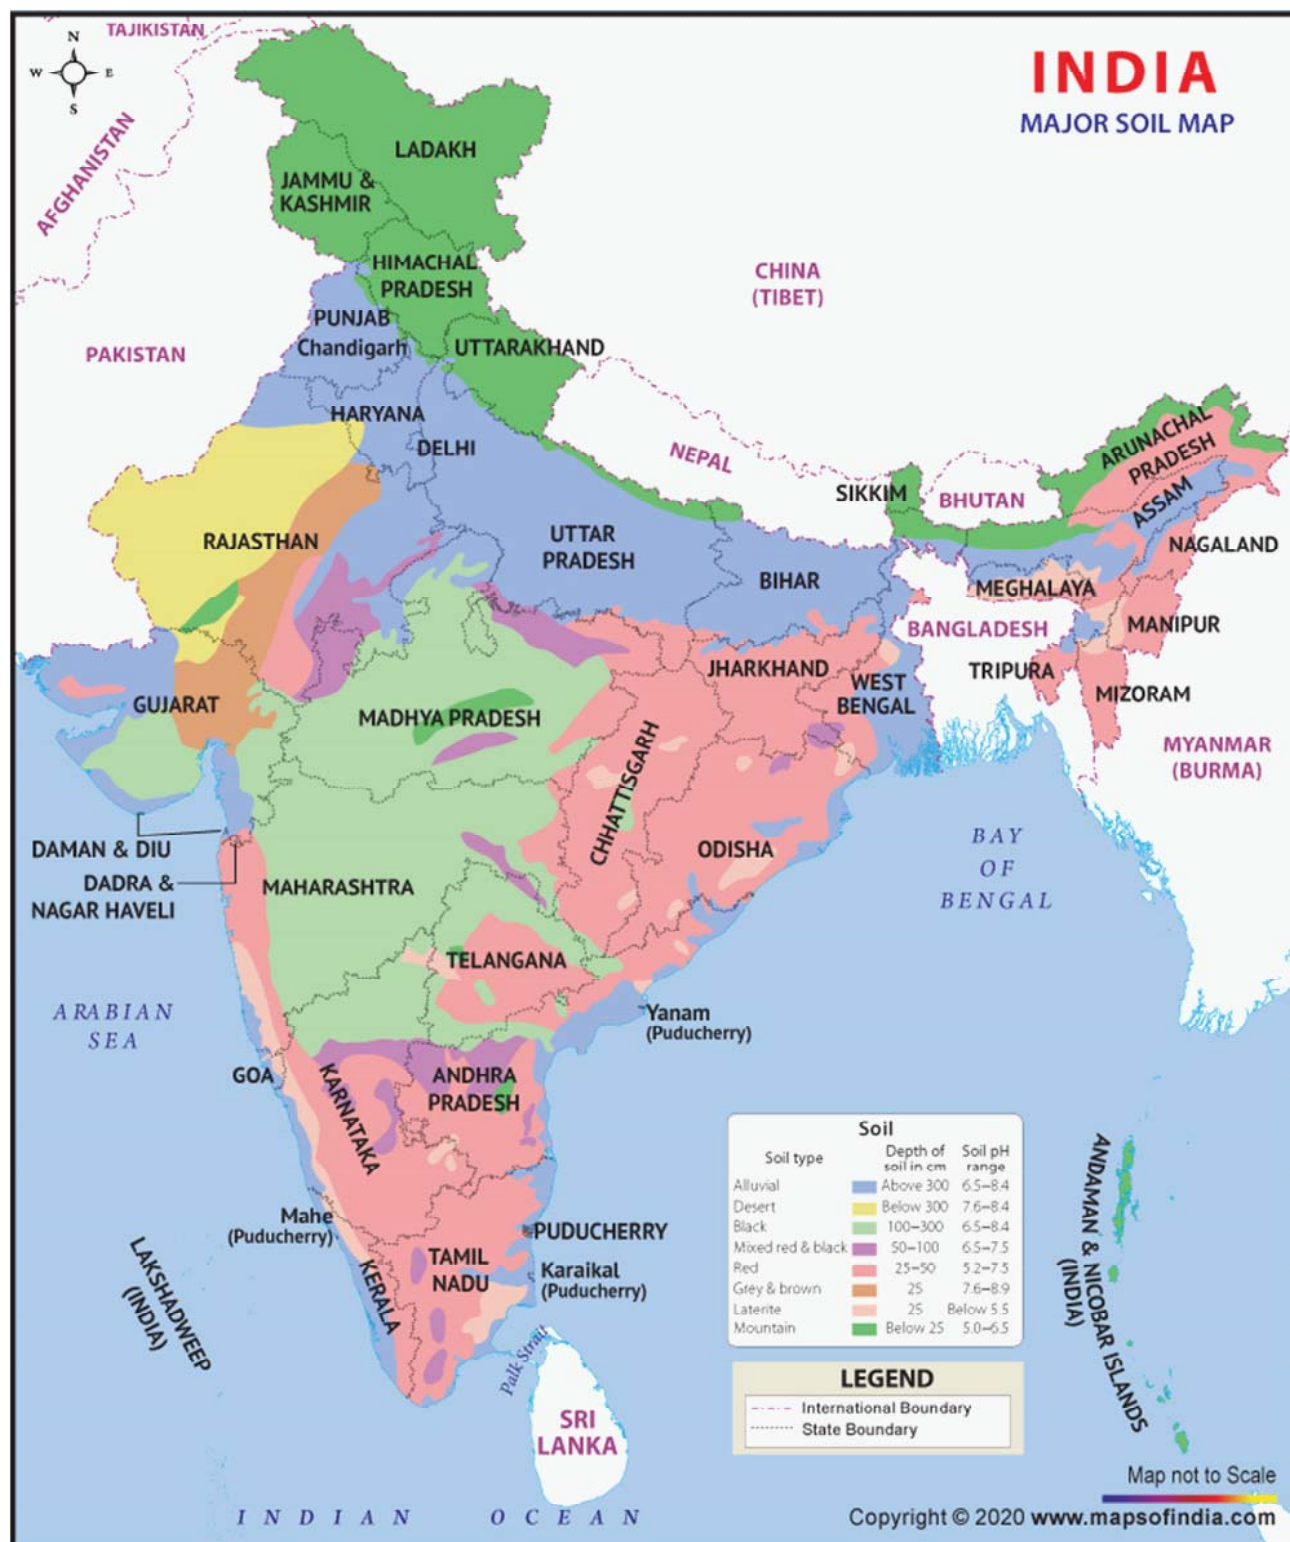 INDIA
MAJOR SOIL MAP
N
W
E
S
TAJIKISTAN
AFGHANISTAN
PAKISTAN
CHINA
(TIBET)
NEPAL
BHUTAN
BANGLADESH
MYANMAR
(BURMA)
SRI
LANKA
LADAKH
JAMMU &
KASHMIR
HIMACHAL
PRADESH
PUNJAB
Chandigarh
UTTARAKHAND
HARYANA
DELHI
RAJASTHAN
UTTAR
PRADESH
BIHAR
SIKKIM
ARUNACHAL
PRADESH
ASSAM
NAGALAND
MEGHALAYA
MANIPUR
TRIPURA
MIZORAM
JHARKHAND
WEST
BENGAL
GUJARAT
MADHYA PRADESH
CHHATTISGARH
ODISHA
DAMAN & DIU
DADRA &
NAGAR HAVELI
MAHARASHTRA
TELANGANA
Yanam
(Puducherry)
GOA
KARNATAKA
ANDHRA
PRADESH
Mahe
(Puducherry)
PUDUCHERRY
TAMIL
NADU
Karaikal
(Puducherry)
KERALA
LAKSHADWEEP
(INDIA)
ANDAMAN & NICOBAR ISLANDS
(INDIA)
BAY
OF
BENGAL
ARABIAN
SEA
Palk Strait
INDIAN OCEAN
Soil
Soil type Depth of soil in cm Soil pH range
Alluvial Above 300 6.5–8.4
Desert Below 300 7.6–8.4
Black 100–300 6.5–8.4
Mixed red & black 50–100 6.5–7.5
Red 25–50 5.2–7.5
Grey & brown 25 7.6–8.9
Laterite 25 Below 5.5
Mountain Below 25 5.0–6.5
LEGEND
International Boundary
State Boundary
Map not to Scale
Copyright © 2020 www.mapsofindia.com